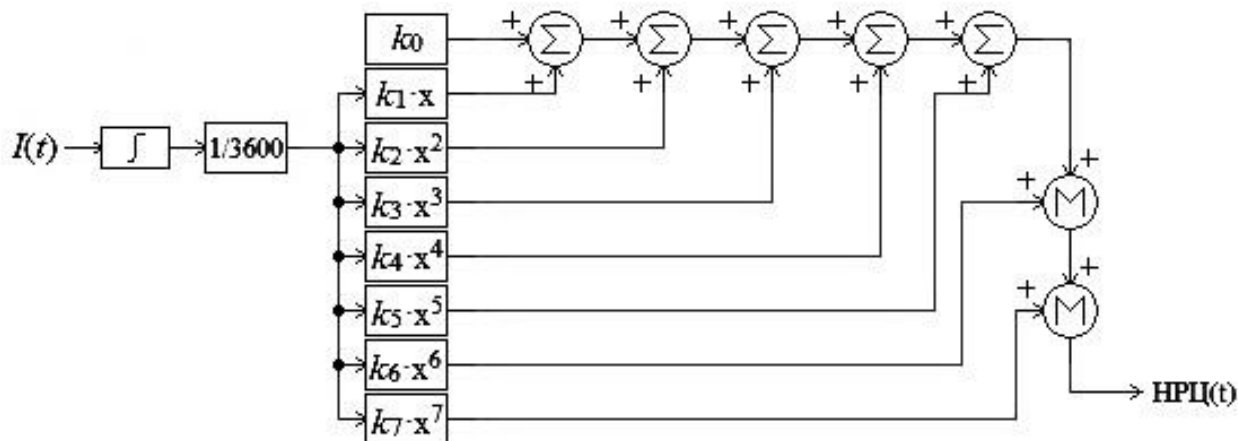 k0
k1·x
I(t)
∫
1/3600
k2·x²
k3·x³
k4·x⁴
k5·x⁵
k6·x⁶
k7·x⁷
+ Σ + Σ + Σ + Σ + Σ
+ + + + +
+
+ M
+
+ M
НРЦ(t)